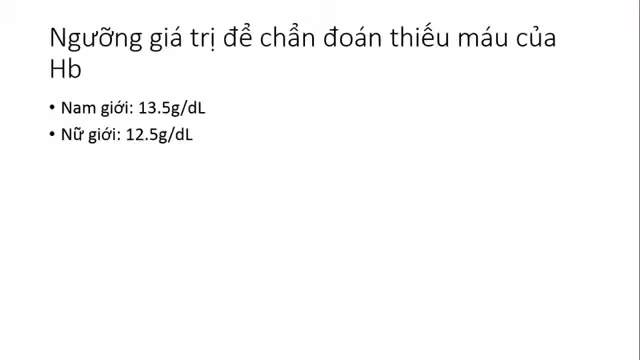 Ngưỡng giá trị để chẩn đoán thiếu máu của
Hb
• Nam giới: 13.5g/dL
• Nữ giới: 12.5g/dL